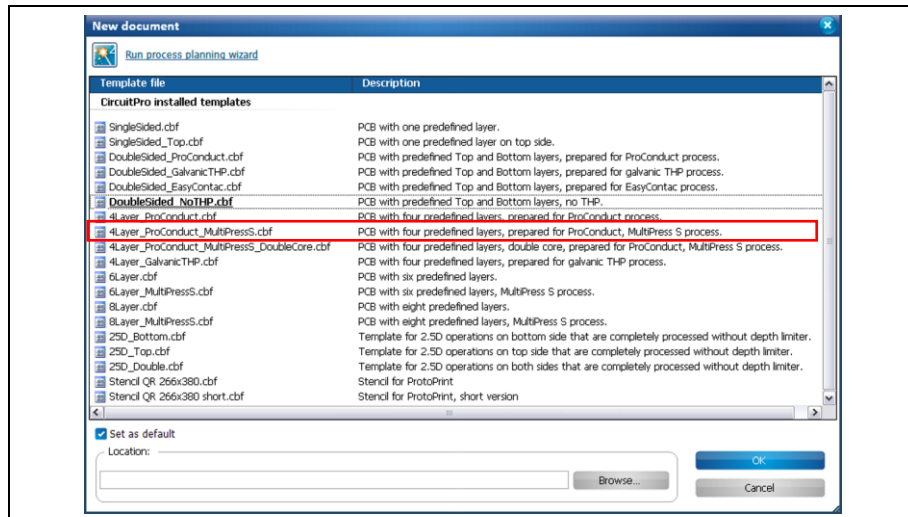 New document
Run process planning wizard
Template file Description
CircuitPro installed templates
SingleSided.cbf PCB with one predefined layer.
SingleSided_Top.cbf PCB with one predefined layer on top side.
DoubleSided_ProConduct.cbf PCB with predefined Top and Bottom layers, prepared for ProConduct process.
DoubleSided_GalvanicTHP.cbf PCB with predefined Top and Bottom layers, prepared for galvanic THP process.
DoubleSided_EasyContac.cbf PCB with predefined Top and Bottom layers, prepared for EasyContac process.
DoubleSided_NoTHP.cbf PCB with predefined Top and Bottom layers, no THP.
4Layer_ProConduct.cbf PCB with four predefined layers, prepared for ProConduct process.
4Layer_ProConduct_MultiPressS.cbf PCB with four predefined layers, prepared for ProConduct, MultiPress S process.
4Layer_ProConduct_MultiPressS_DoubleCore.cbf PCB with four predefined layers, double core, prepared for ProConduct, MultiPress S process.
4Layer_GalvanicTHP.cbf PCB with four predefined layers, prepared for galvanic THP process.
6Layer.cbf PCB with six predefined layers.
6Layer_MultiPressS.cbf PCB with six predefined layers, MultiPress S process.
8Layer.cbf PCB with eight predefined layers.
8Layer_MultiPressS.cbf PCB with eight predefined layers, MultiPress S process.
25D_Bottom.cbf Template for 2.5D operations on bottom side that are completely processed without depth limiter.
25D_Top.cbf Template for 2.5D operations on top side that are completely processed without depth limiter.
25D_Double.cbf Template for 2.5D operations on both sides that are completely processed without depth limiter.
Stencil QR 266x380.cbf Stencil for ProtoPrint
Stencil QR 266x380 short.cbf Stencil for ProtoPrint, short version
Set as default
Location:
OK
Browse...
Cancel